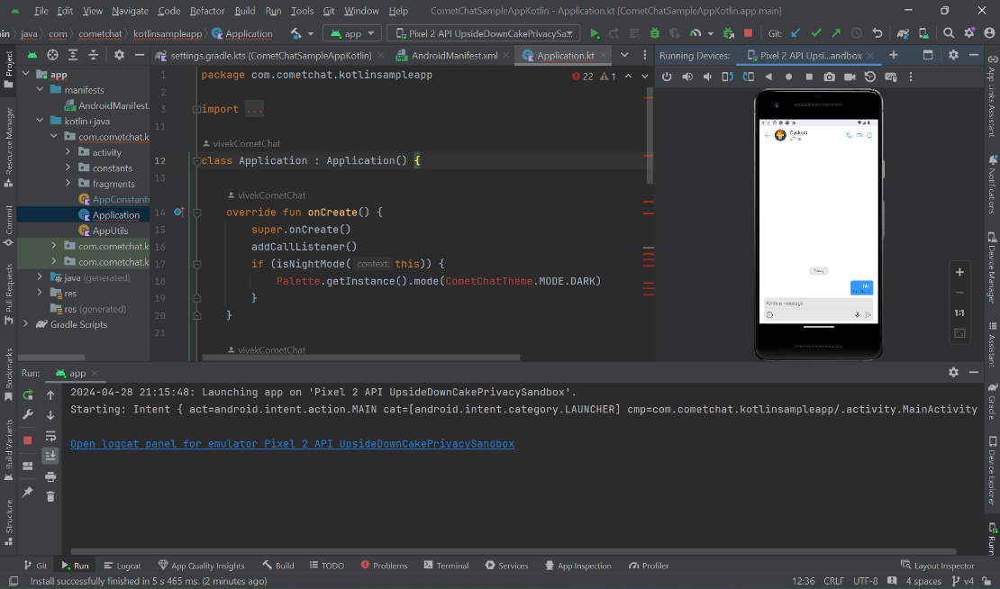 File Edit View Navigate Code Refactor Build Run Tools Git Window Help CometChatSampleAppKotlin - Application.kt [CometChatSampleAppKotlin.app.main]
in java com cometchat kotlinsampleapp Application app Pixel 2 API UpsideDownCakePrivacySa... Git:
Project
Resource Manager
Commit
Pull Requests
Bookmarks
Build Variants
Structure
app
manifests
AndroidManifest.
kotlin+java
com.cometchat.k
activity
constants
fragments
AppConstants
Application
AppUtils
com.cometchat.k
com.cometchat.k
java (generated)
res
res (generated)
Gradle Scripts
settings.gradle.kts (CometChatSampleAppKotlin) AndroidManifest.xml Application.kt
22 1
1 package com.cometchat.kotlinsampleapp
2
3 import ...
11
vivekCometChat
12 class Application : Application() {
13
vivekCometChat
14 override fun onCreate() {
15 super.onCreate()
16 addCallListener()
17 if (isNightMode( context: this)) {
18 Palette.getInstance().mode(CometChatTheme.MODE.DARK)
19 }
20 }
21
vivekCometChat
Running Devices: Pixel 2 API Upsi...andbox
Write a message
1:1
App Links Assistant
Notifications
Device Manager
Assistant
Gradle
Device Explorer
Run: app
2024-04-28 21:15:48: Launching app on 'Pixel 2 API UpsideDownCakePrivacySandbox'.
Starting: Intent { act=android.intent.action.MAIN cat=[android.intent.category.LAUNCHER] cmp=com.cometchat.kotlinsampleapp/.activity.MainActivity
Open logcat panel for emulator Pixel 2 API UpsideDownCakePrivacySandbox
Git Run Logcat App Quality Insights Build TODO Problems Terminal Services App Inspection Profiler Layout Inspector
Install successfully finished in 5 s 465 ms. (2 minutes ago) 12:36 CRLF UTF-8 4 spaces v4